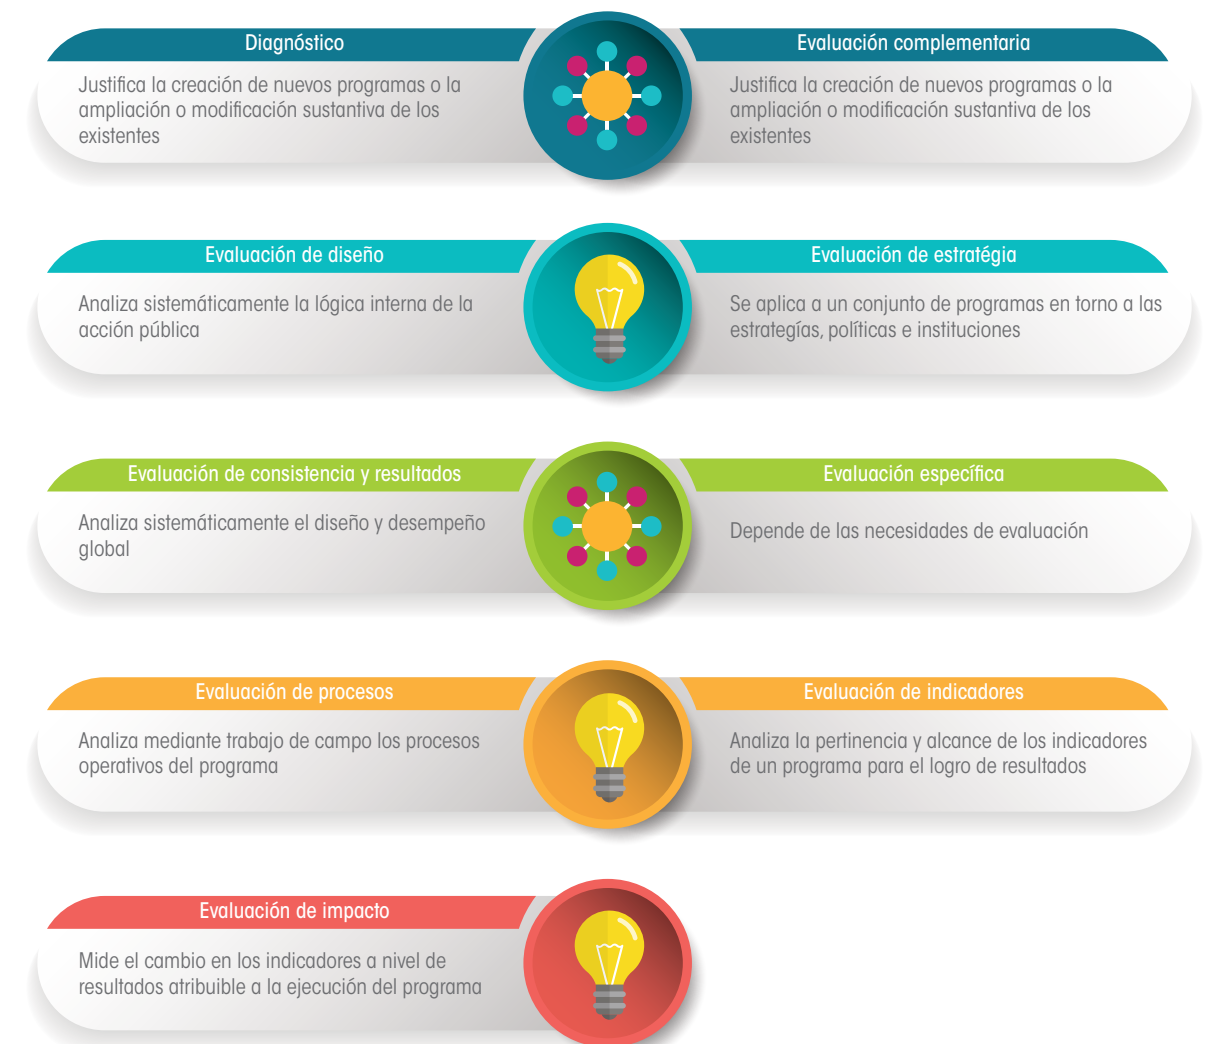 Diagnóstico
Justifica la creación de nuevos programas o la
ampliación o modificación sustantiva de los
existentes
Evaluación complementaria
Justifica la creación de nuevos programas o la
ampliación o modificación sustantiva de los
existentes
Evaluación de diseño
Analiza sistemáticamente la lógica interna de la
acción pública
Evaluación de estratégia
Se aplica a un conjunto de programas en torno a las
estrategías, políticas e instituciones
Evaluación de consistencia y resultados
Analiza sistemáticamente el diseño y desempeño
global
Evaluación específica
Depende de las necesidades de evaluación
Evaluación de procesos
Analiza mediante trabajo de campo los procesos
operativos del programa
Evaluación de indicadores
Analiza la pertinencia y alcance de los indicadores
de un programa para el logro de resultados
Evaluación de impacto
Mide el cambio en los indicadores a nivel de
resultados atribuible a la ejecución del programa